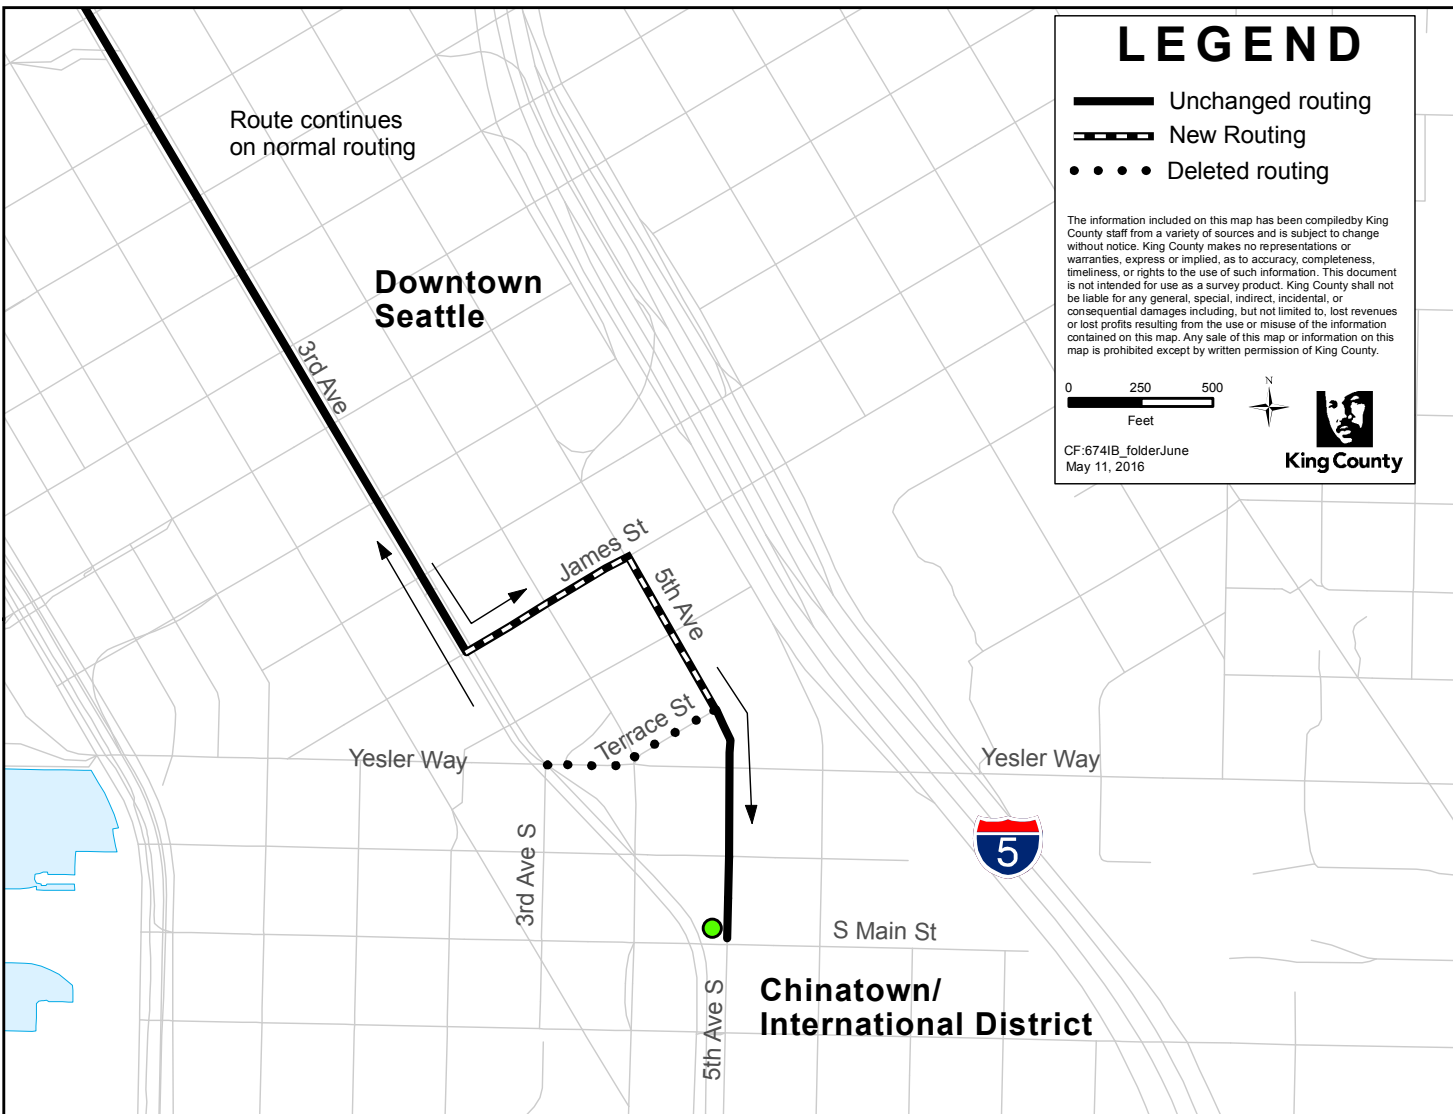 LEGEND
Unchanged routing
New Routing
Deleted routing
The information included on this map has been compiledby King
County staff from a variety of sources and is subject to change
without notice. King County makes no representations or
warranties, express or implied, as to accuracy, completeness,
timeliness, or rights to the use of such information. This document
is not intended for use as a survey product. King County shall not
be liable for any general, special, indirect, incidental, or
consequential damages including, but not limited to, lost revenues
or lost profits resulting from the use or misuse of the information
contained on this map. Any sale of this map or information on this
map is prohibited except by written permission of King County.
0 250 500
Feet
N
CF:674IB_folderJune
May 11, 2016
King County
Route continues
on normal routing
Downtown
Seattle
3rd Ave
James St
5th Ave
Terrace St
Yesler Way
Yesler Way
3rd Ave S
5
S Main St
5th Ave S
Chinatown/
International District